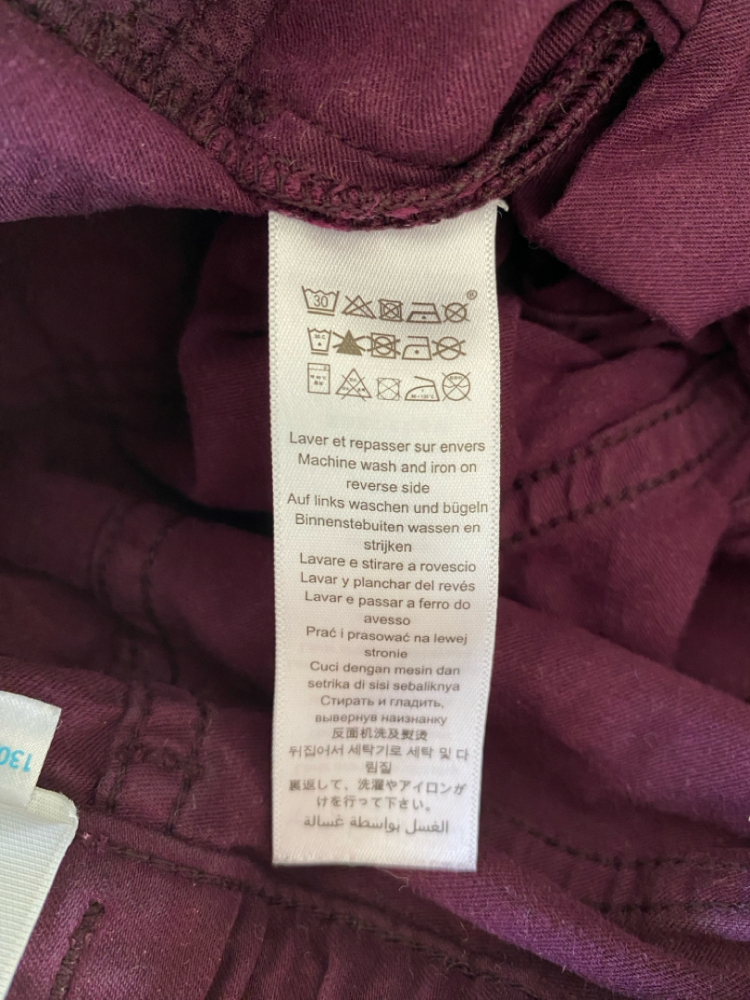 30
®
Laver et repasser sur envers
Machine wash and iron on
reverse side
Auf links waschen und bügeln
Binnenstebuiten wassen en
strijken
Lavare e stirare a rovescio
Lavar y planchar del revés
Lavar e passar a ferro do
avesso
Prać i prasować na lewej
stronie
Cuci dengan mesin dan
setrika di sisi sebaliknya
Стирать и гладить,
вывернув наизнанку
反面机洗及熨烫
뒤집어서 세탁기로 세탁 및 다
림질
裏返して、洗濯やアイロンが
けを行って下さい。
الغسل بواسطة غسالة
130